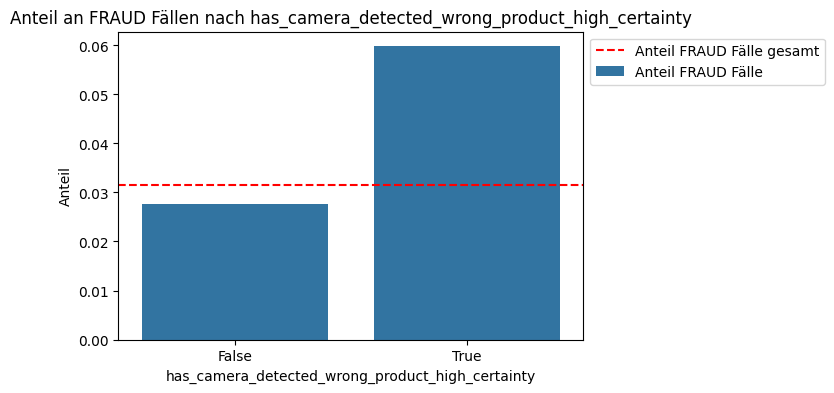 Anteil an FRAUD Fällen nach has_camera_detected_wrong_product_high_certainty
Anteil FRAUD Fälle gesamt
Anteil FRAUD Fälle
Anteil
0.06
0.05
0.04
0.03
0.02
0.01
0.00
False
True
has_camera_detected_wrong_product_high_certainty